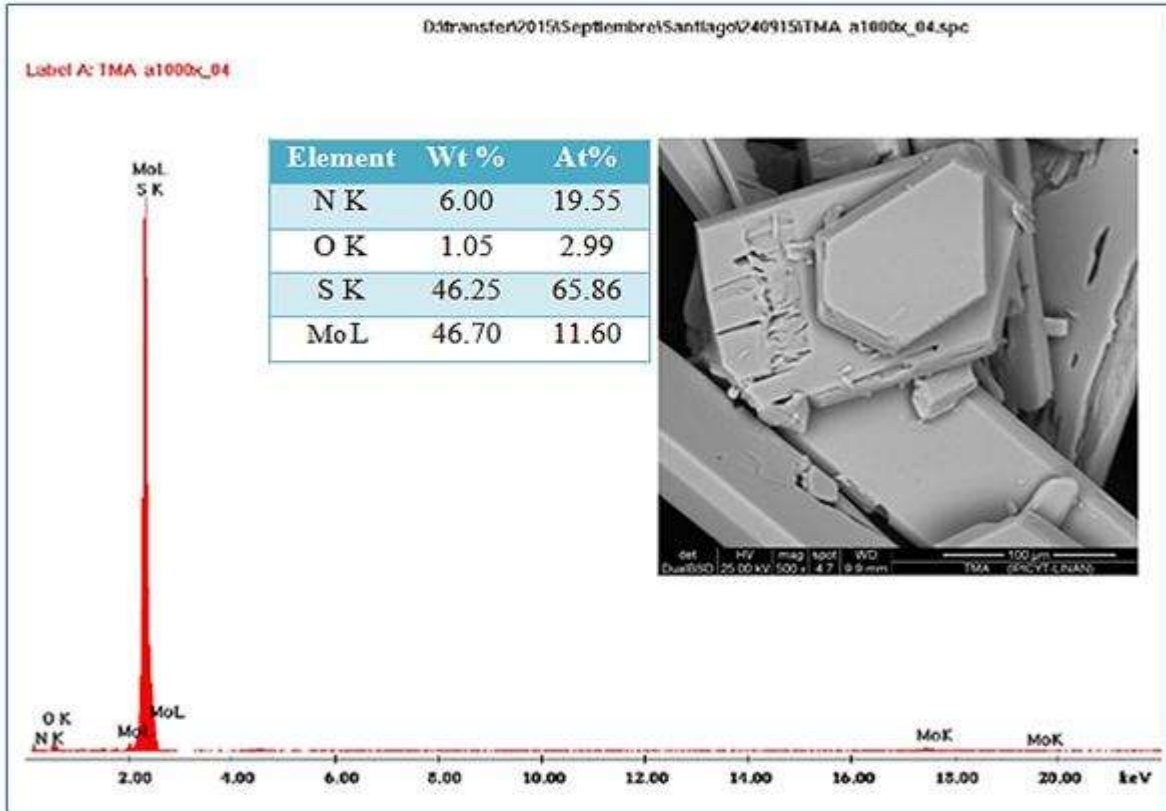 D:\transfer\2015\Septiembre\Santiago\240915\TMA a1000x_04.spc
Label A: TMA a1000x_04
MoL
S K
Element Wt % At%
N K 6.00 19.55
O K 1.05 2.99
S K 46.25 65.86
Mo L 46.70 11.60
det HV mag spot WD 100 µm
DualBSD 25.00 kV 500 x 4.7 9.9 mm TMA (IPICYT-LINAN)
O K
N K
MoL
MoL
MoK
MoK
2.00 4.00 6.00 8.00 10.00 12.00 14.00 16.00 18.00 20.00 keV